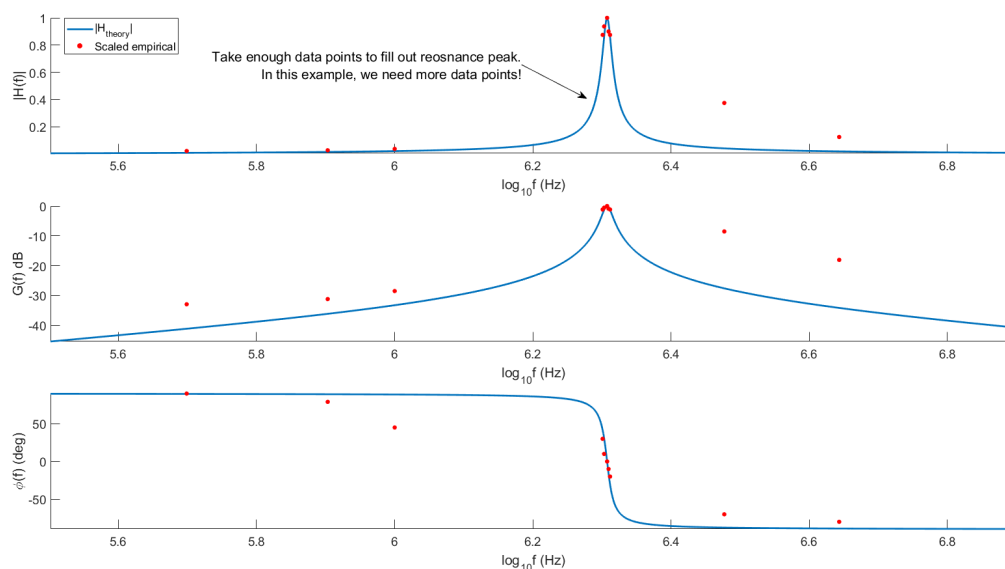 |H_theory|
Scaled empirical
Take enough data points to fill out reosnance peak.
In this example, we need more data points!
|H(f)|
1
0.8
0.6
0.4
0.2
5.6 5.8 6 6.2 6.4 6.6 6.8
log_10 f (Hz)
G(f) dB
0
-10
-20
-30
-40
5.6 5.8 6 6.2 6.4 6.6 6.8
log_10 f (Hz)
ϕ(f) (deg)
50
0
-50
5.6 5.8 6 6.2 6.4 6.6 6.8
log_10 f (Hz)